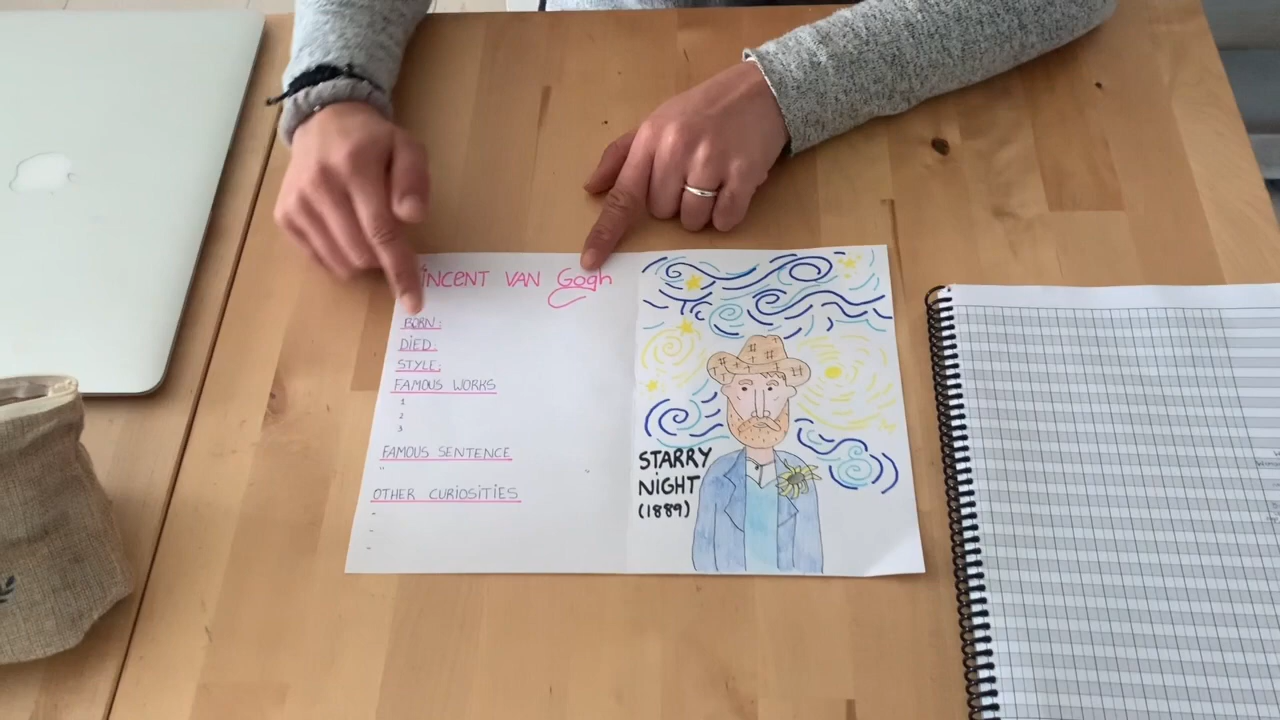 INCENT VAN Gogh
BORN:
DiED:
STYLE:
FAMOUS WORKS
1
2
3
FAMOUS SENTENCE
" "
OTHER CURIOSITIES
-
-
-
STARRY
NiGHT
(1889)